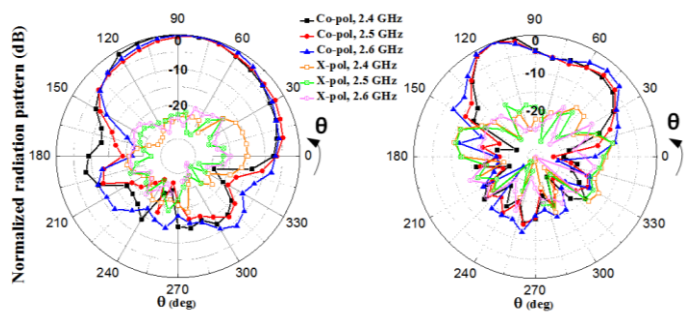 Normalized radiation pattern (dB)
90
120
60
150
30
180
0
210
330
240
300
270
0
-10
-20
θ
θ (deg)
Co-pol, 2.4 GHz
Co-pol, 2.5 GHz
Co-pol, 2.6 GHz
X-pol, 2.4 GHz
X-pol, 2.5 GHz
X-pol, 2.6 GHz
90
120
60
150
30
180
0
210
330
240
300
270
0
-10
-20
θ
θ (deg)